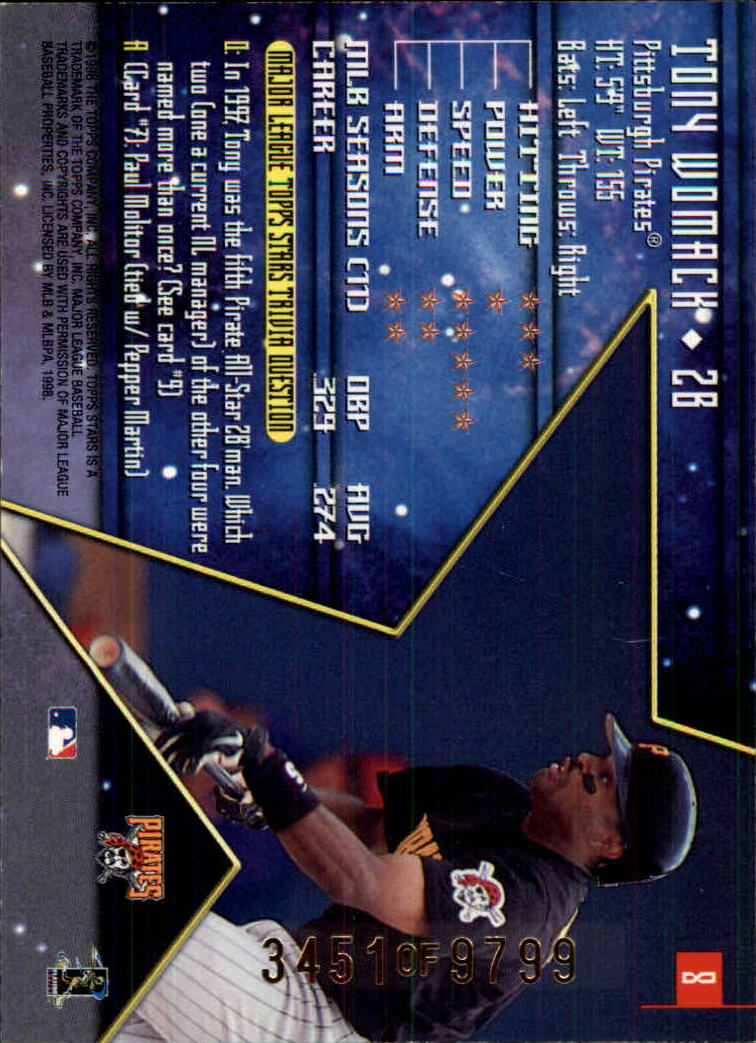 TONY WOMACK ◆ 2B
Pittsburgh Pirates®
HT: 5'9" WT: 155
Bats: Left Throws: Right
HITTING ★★★
POWER ★
SPEED ★★★★★
DEFENSE ★★
ARM ★★
MLB SEASONS (1) OBP AVG
CAREER .329 .274
MAJOR LEAGUE TOPPS STARS TRIVIA QUESTION
Q: In 1997, Tony was the fifth Pirate All-Star 2B'man. Which
two (one a current NL manager) of the other four were
named more than once? (See card #9)
A (Card #7): Paul Molitor (tied w/ Pepper Martin)
©1998 THE TOPPS COMPANY, INC. ALL RIGHTS RESERVED. TOPPS STARS IS A
TRADEMARK OF THE TOPPS COMPANY, INC. MAJOR LEAGUE BASEBALL
TRADEMARKS AND COPYRIGHTS ARE USED WITH PERMISSION OF MAJOR LEAGUE
BASEBALL PROPERTIES, INC. LICENSED BY MLB & MLBPA, 1998.
8
P
5
3451 OF 9799
PIRATES